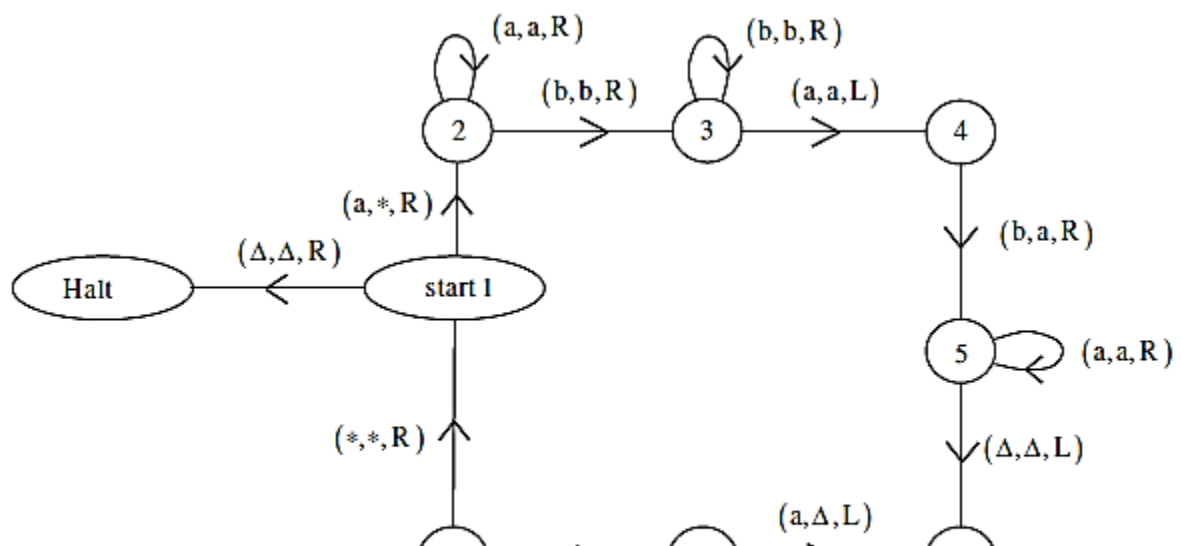 (a,a,R)
(b,b,R)
(b,b,R)
(a,a,L)
2
3
4
(a,*,R)
(b,a,R)
(Δ,Δ,R)
Halt
start 1
5
(a,a,R)
(*,*,R)
(Δ,Δ,L)
(a,Δ,L)